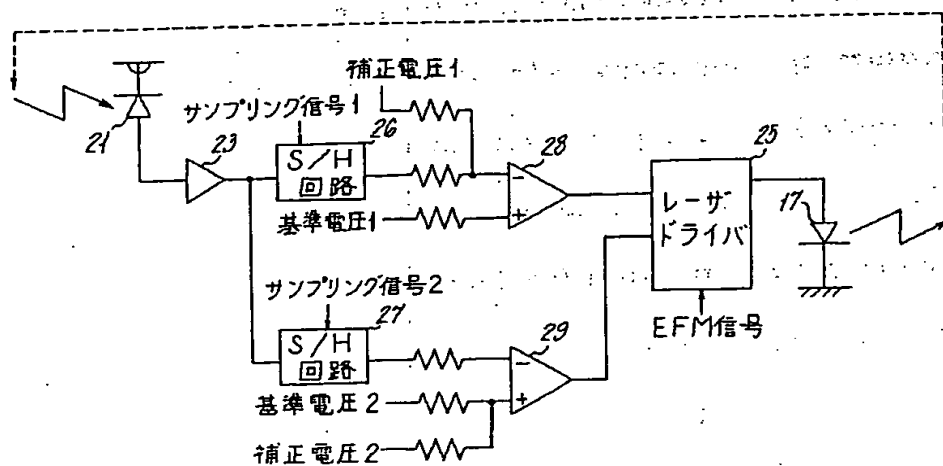 補正電圧1
サンプリング信号1
21
23
26
S/H
回路
28
25
基準電圧1
レーザ
ドライバ
17
サンプリング信号2
27
S/H
回路
29
EFM信号
基準電圧2
補正電圧2